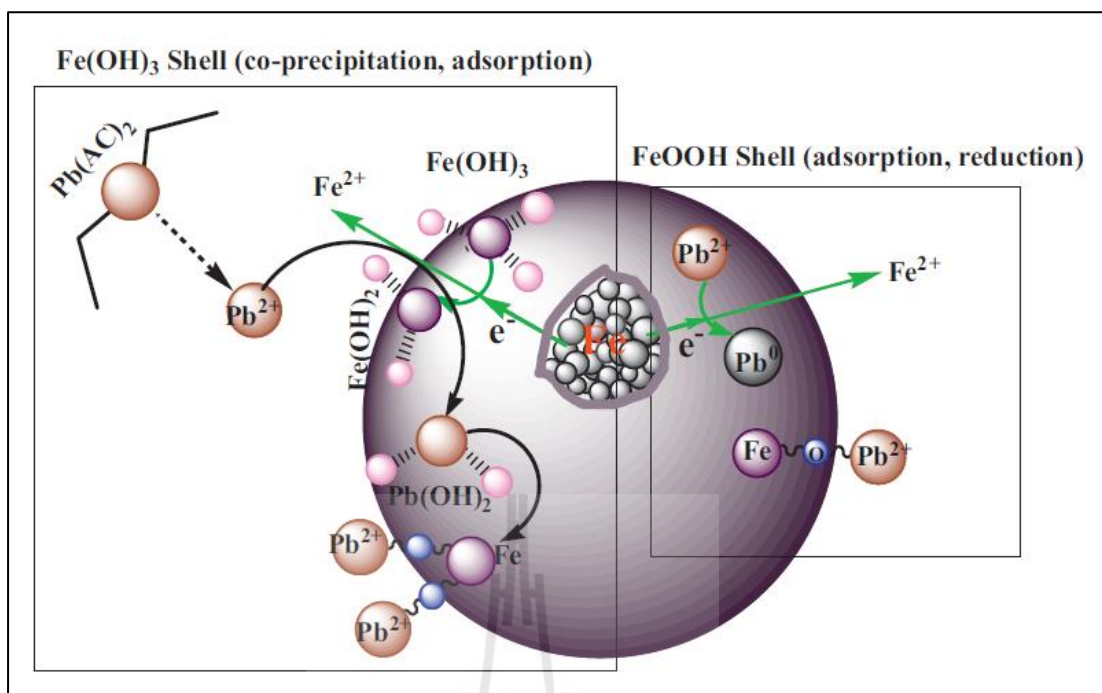 Fe(OH)₃ Shell (co-precipitation, adsorption)
Pb(AC)₂
Fe(OH)₃
FeOOH Shell (adsorption, reduction)
Fe²⁺
Pb²⁺
Fe²⁺
Pb²⁺
Fe(OH)₂
e⁻
Fe
e⁻
Pb⁰
Fe
O
Pb²⁺
Pb(OH)₂
Pb²⁺
Fe
Pb²⁺